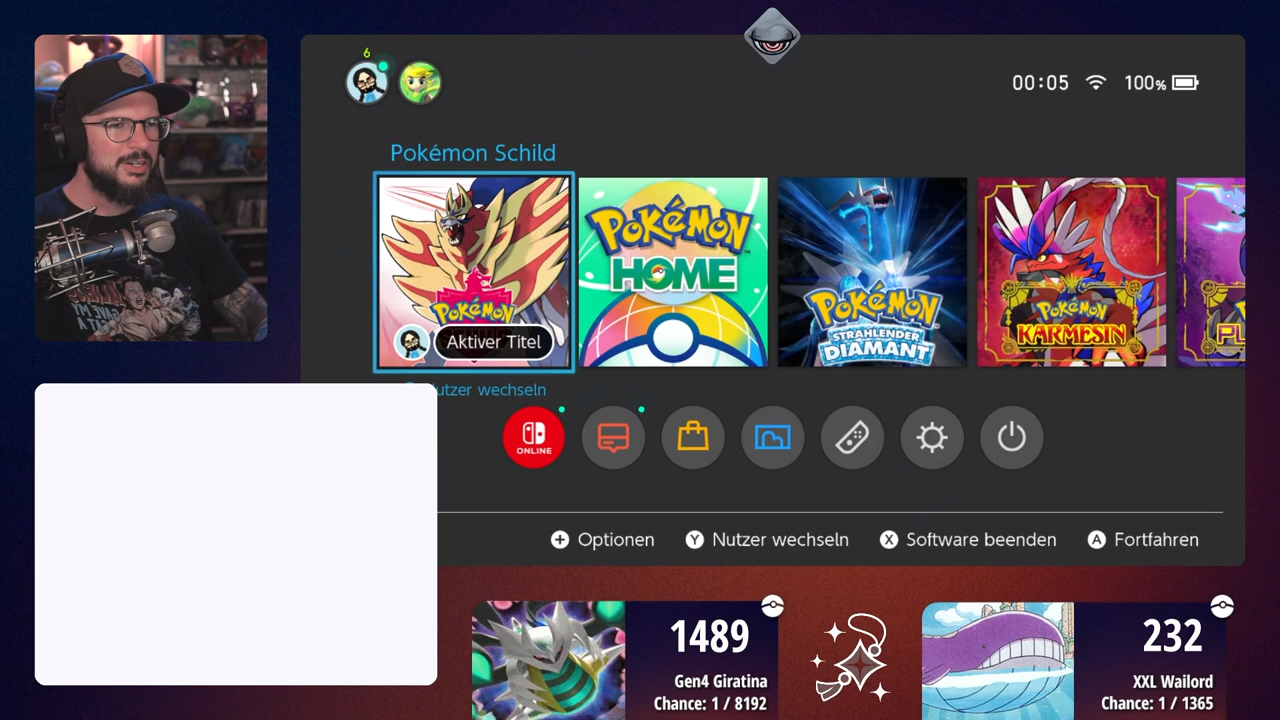 6
00:05
100%
Pokémon Schild
POKÉMON
Aktiver Titel
POKÉMON
HOME
POKÉMON
STRAHLENDER
DIAMANT
POKÉMON
KARMESIN
utzer wechseln
ONLINE
+ Optionen
Y Nutzer wechseln
X Software beenden
A Fortfahren
1489
Gen4 Giratina
Chance: 1 / 8192
232
XXL Wailord
Chance: 1 / 1365